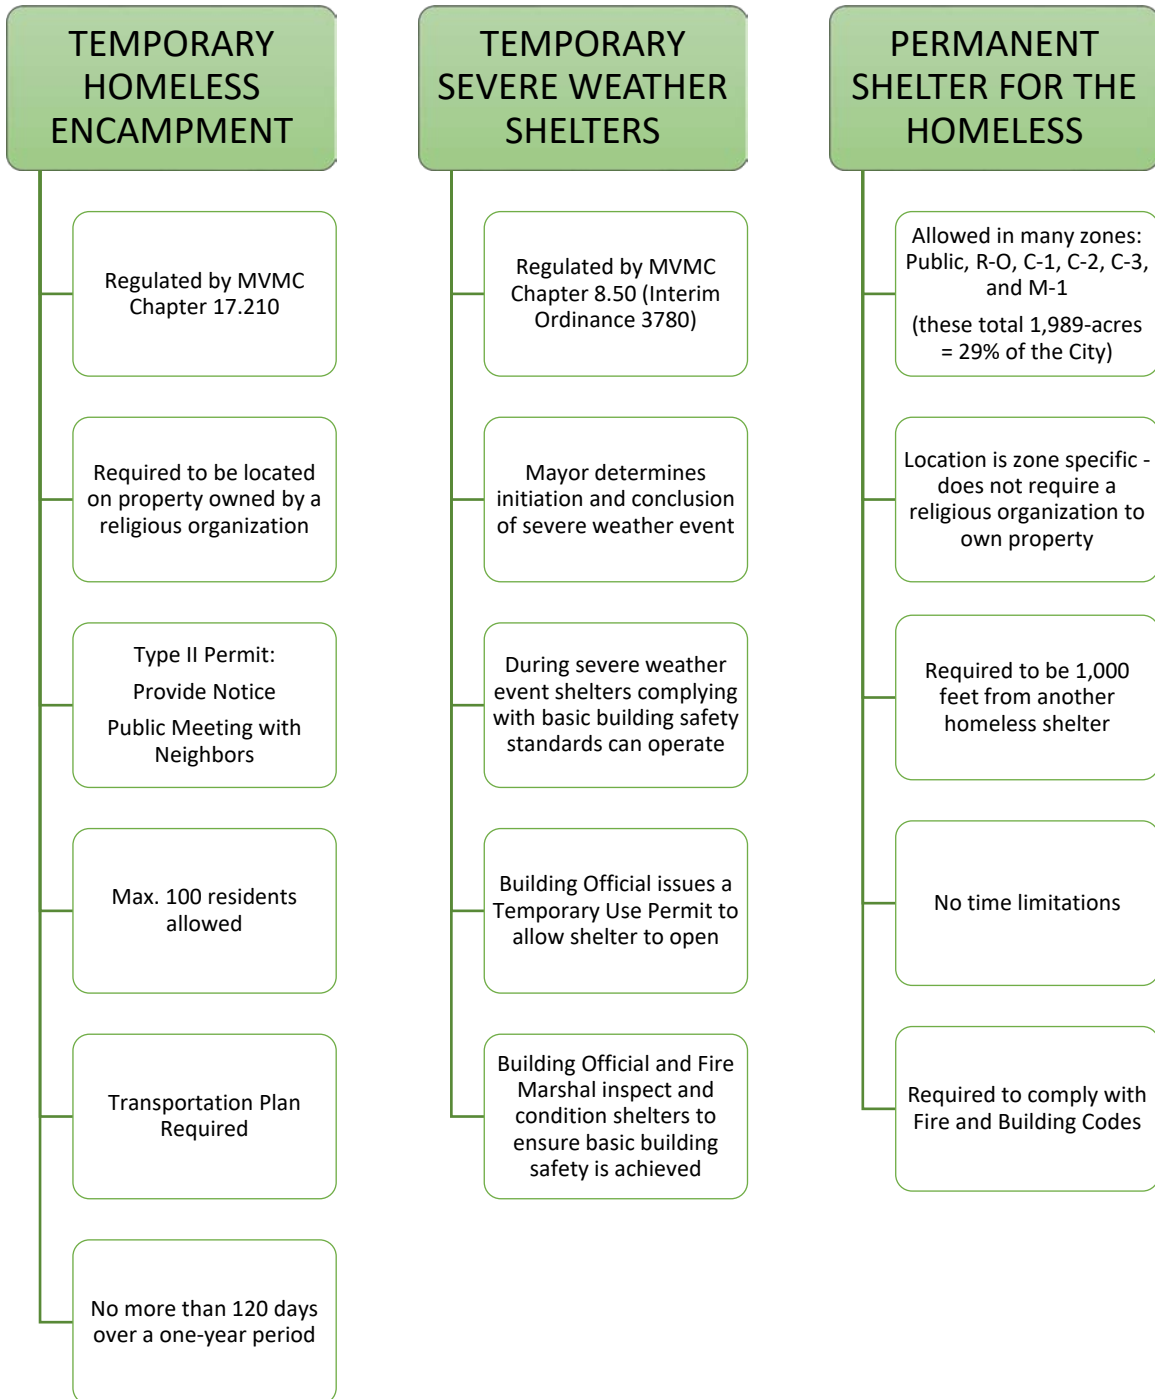 TEMPORARY
HOMELESS
ENCAMPMENT
Regulated by MVMC
Chapter 17.210
Required to be located
on property owned by a
religious organization
Type II Permit:
Provide Notice
Public Meeting with
Neighbors
Max. 100 residents
allowed
Transportation Plan
Required
No more than 120 days
over a one-year period
TEMPORARY
SEVERE WEATHER
SHELTERS
Regulated by MVMC
Chapter 8.50 (Interim
Ordinance 3780)
Mayor determines
initiation and conclusion
of severe weather event
During severe weather
event shelters complying
with basic building safety
standards can operate
Building Official issues a
Temporary Use Permit to
allow shelter to open
Building Official and Fire
Marshal inspect and
condition shelters to
ensure basic building
safety is achieved
PERMANENT
SHELTER FOR THE
HOMELESS
Allowed in many zones:
Public, R-O, C-1, C-2, C-3,
and M-1
(these total 1,989-acres
= 29% of the City)
Location is zone specific -
does not require a
religious organization to
own property
Required to be 1,000
feet from another
homeless shelter
No time limitations
Required to comply with
Fire and Building Codes